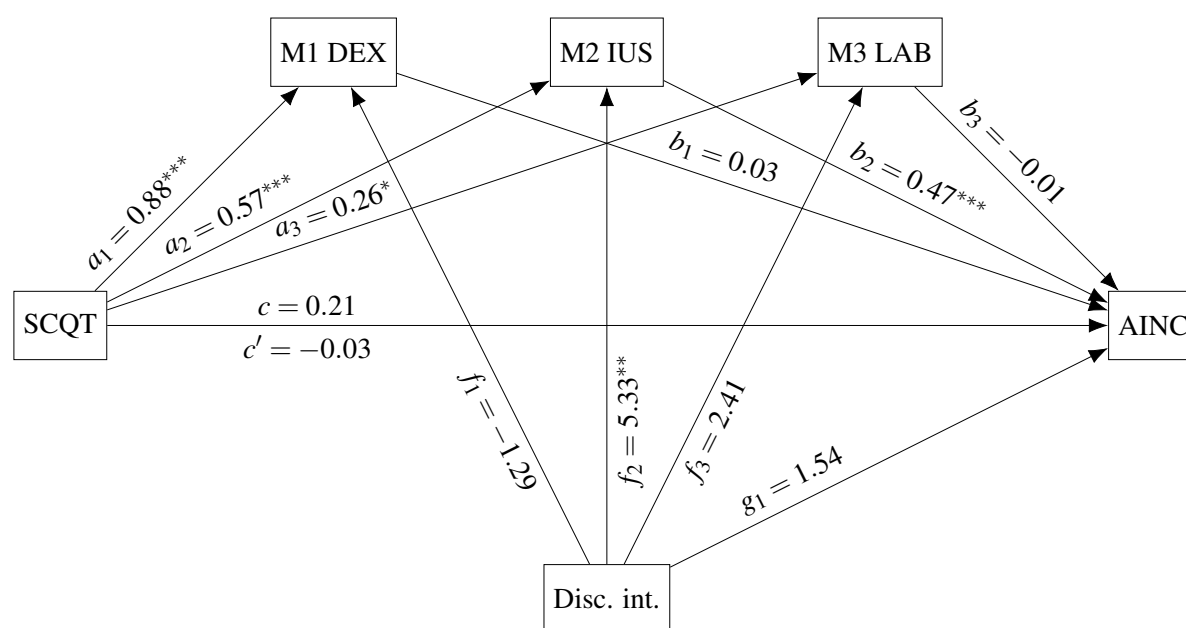 M1 DEX
M2 IUS
M3 LAB
a₁ = 0.88***
a₂ = 0.57***
a₃ = 0.26*
b₁ = 0.03
b₂ = 0.47***
b₃ = −0.01
SCQT
c = 0.21
c′ = −0.03
AINC
f₁ = −1.29
f₂ = 5.33**
f₃ = 2.41
g₁ = 1.54
Disc. int.